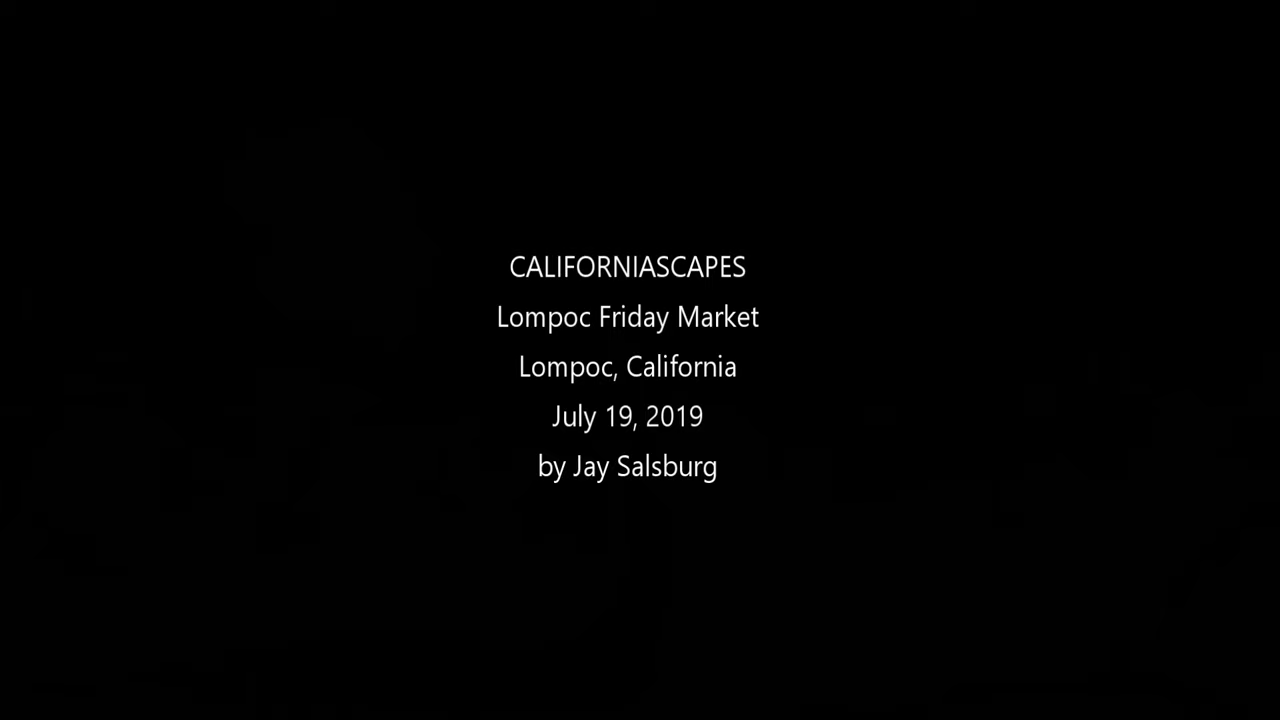 CALIFORNIASCAPES
Lompoc Friday Market
Lompoc, California
July 19, 2019
by Jay Salsburg